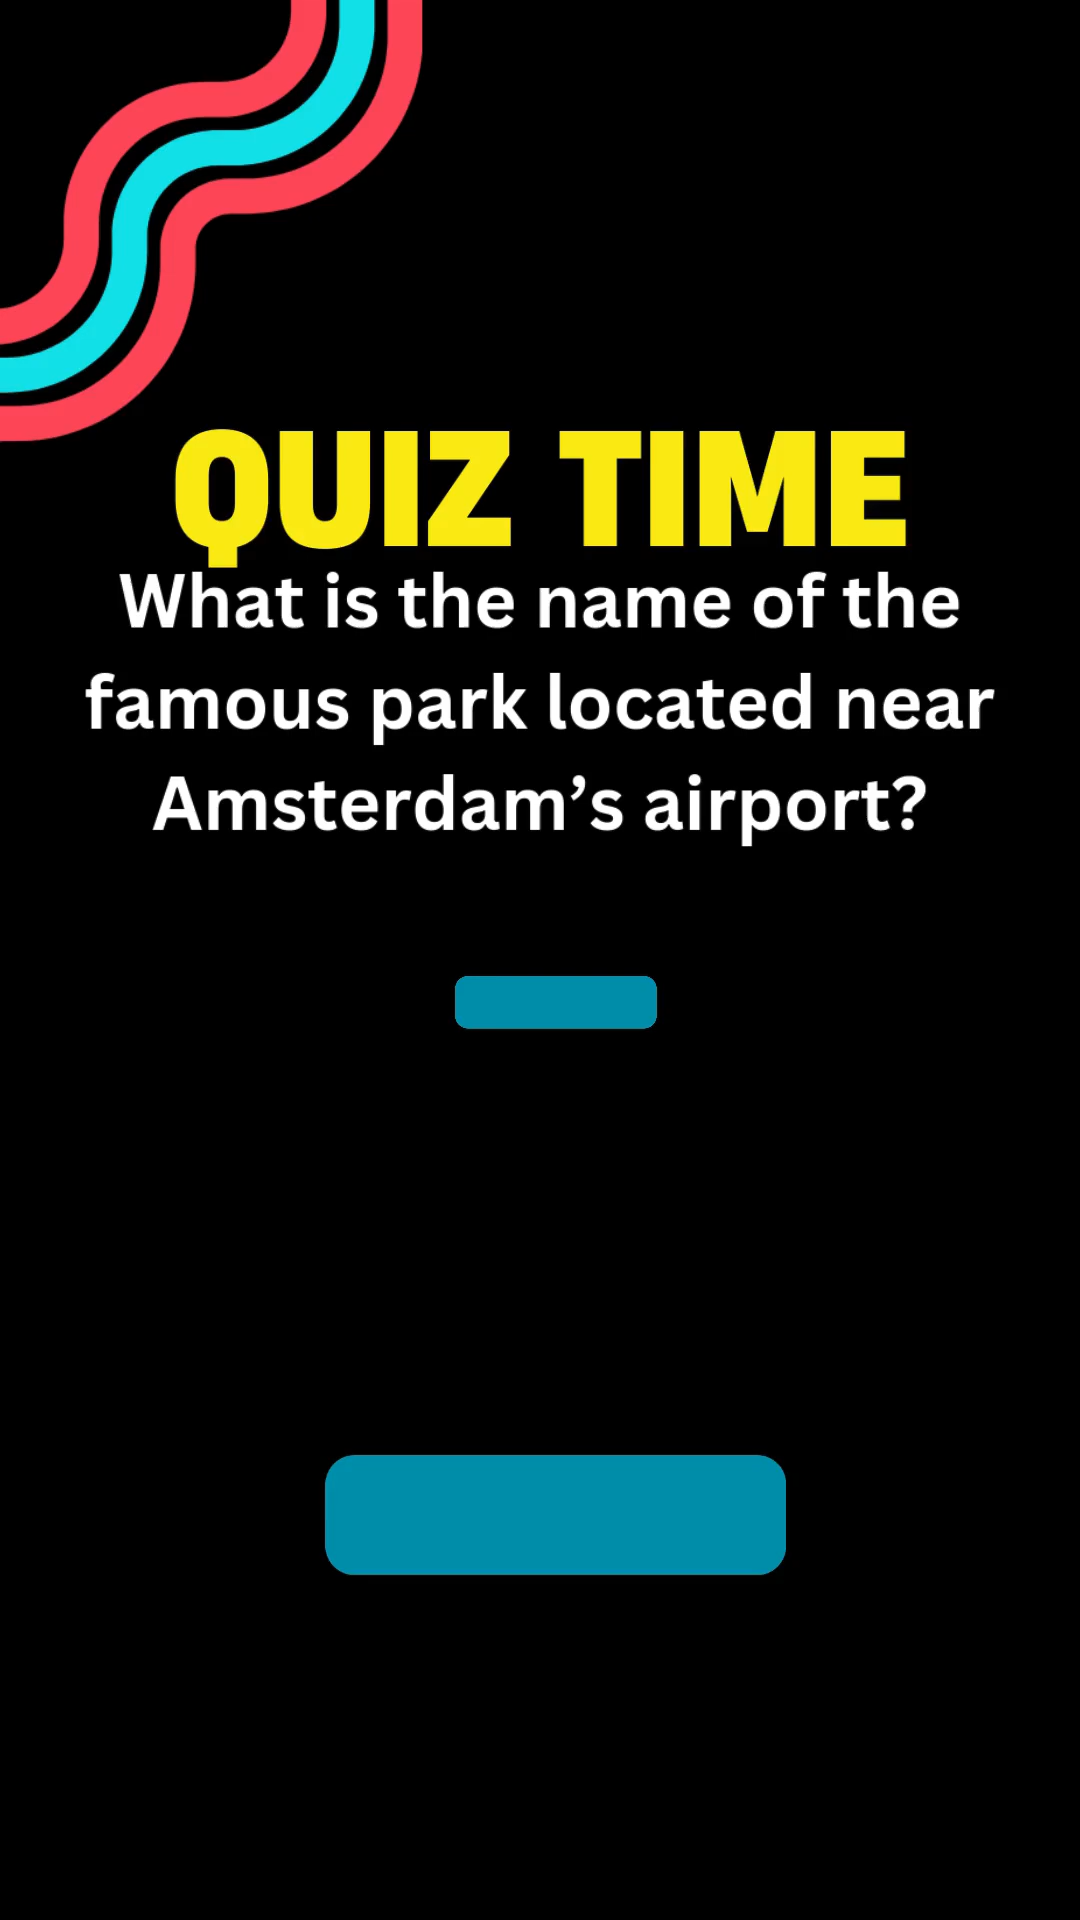 QUIZ TIME
What is the name of the
famous park located near
Amsterdam’s airport?